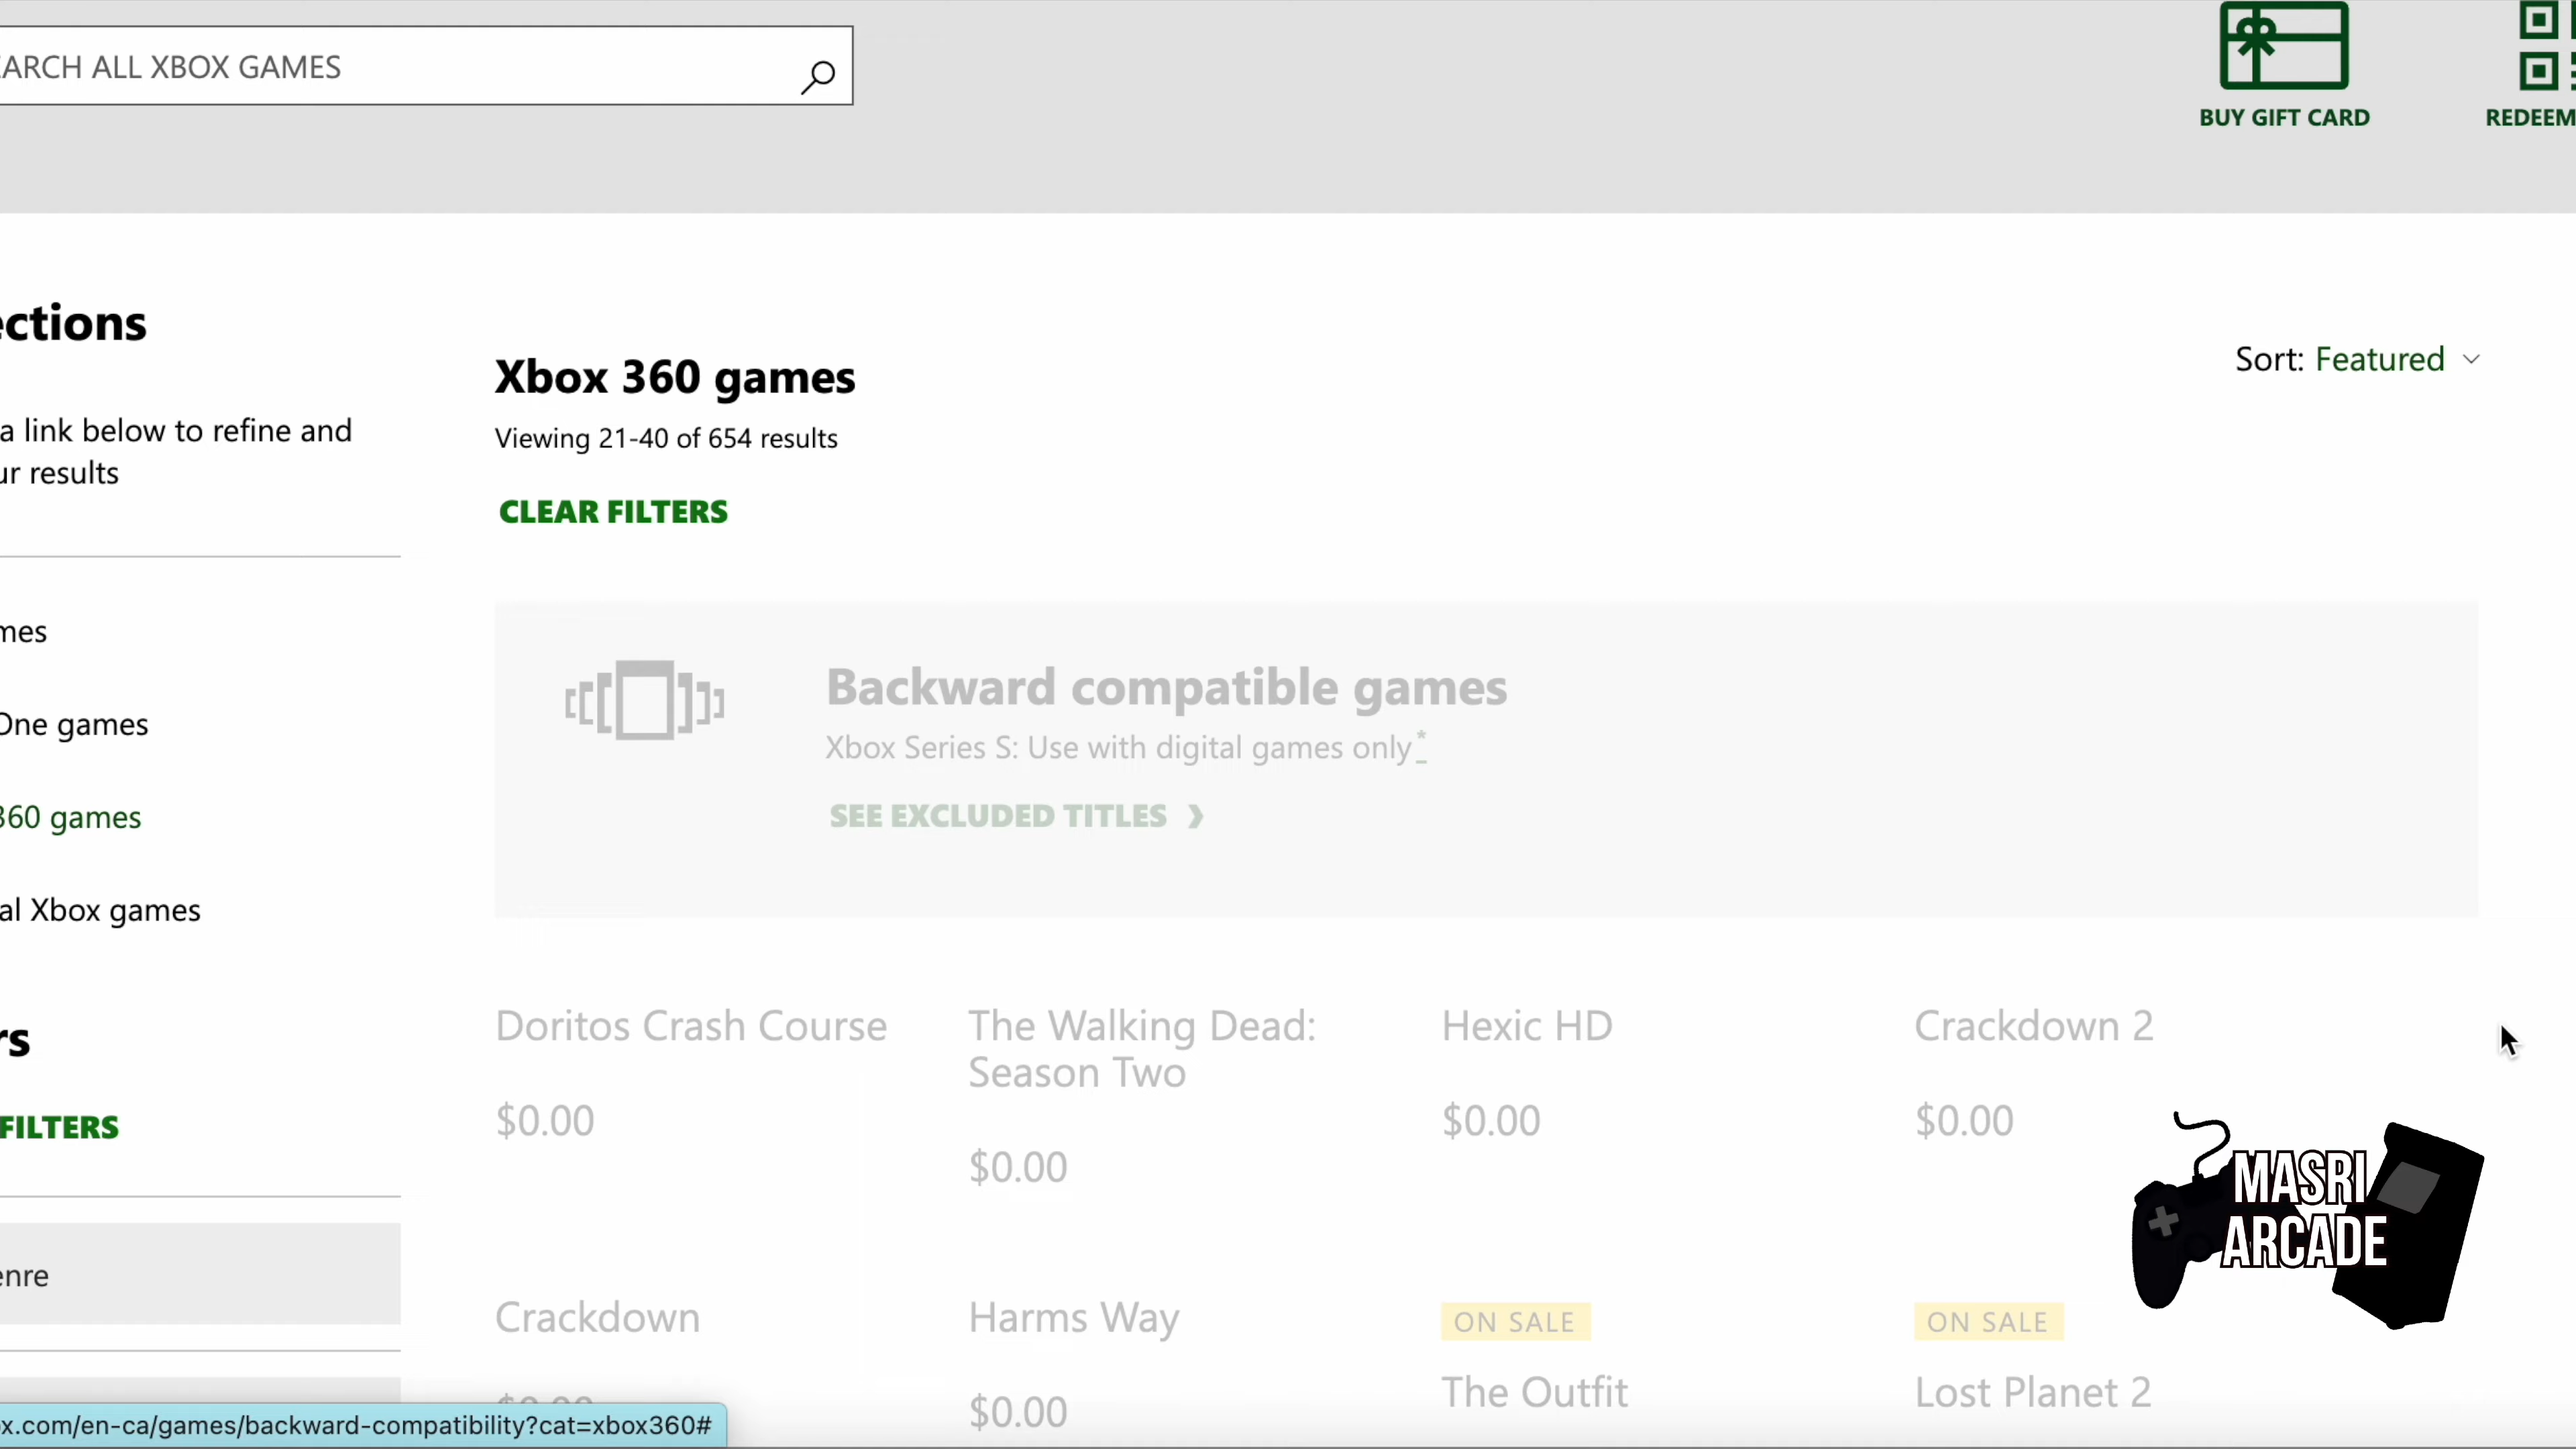 EARCH ALL XBOX GAMES
BUY GIFT CARD
REDEEM
ections
a link below to refine and
ur results
mes
One games
360 games
al Xbox games
rs
FILTERS
enre
Xbox 360 games
Viewing 21-40 of 654 results
CLEAR FILTERS
Sort: Featured
Backward compatible games
Xbox Series S: Use with digital games only*
SEE EXCLUDED TITLES
Doritos Crash Course
$0.00
The Walking Dead:
Season Two
$0.00
Hexic HD
$0.00
Crackdown 2
$0.00
Crackdown
$0.00
Harms Way
$0.00
ON SALE
The Outfit
ON SALE
Lost Planet 2
MASRI
ARCADE
ox.com/en-ca/games/backward-compatibility?cat=xbox360#